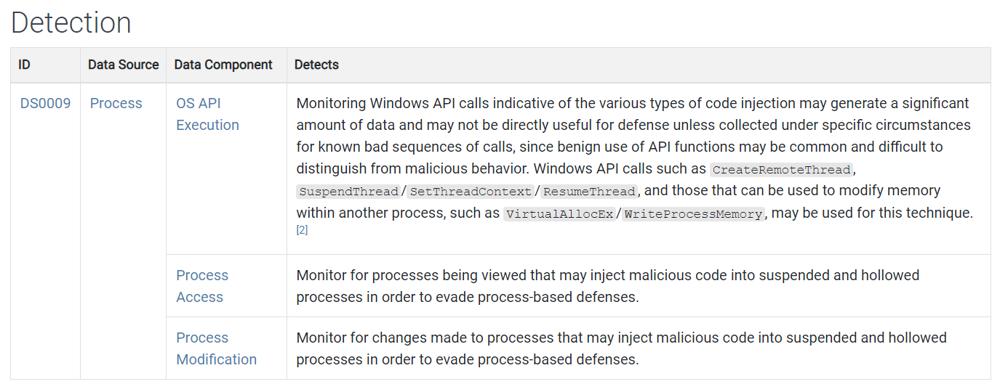 Detection
ID Data Source Data Component Detects
DS0009 Process OS API Execution Monitoring Windows API calls indicative of the various types of code injection may generate a significant
amount of data and may not be directly useful for defense unless collected under specific circumstances
for known bad sequences of calls, since benign use of API functions may be common and difficult to
distinguish from malicious behavior. Windows API calls such as CreateRemoteThread,
SuspendThread/SetThreadContext/ResumeThread, and those that can be used to modify memory
within another process, such as VirtualAllocEx/WriteProcessMemory, may be used for this technique.
[2]
Process Access Monitor for processes being viewed that may inject malicious code into suspended and hollowed
processes in order to evade process-based defenses.
Process Modification Monitor for changes made to processes that may inject malicious code into suspended and hollowed
processes in order to evade process-based defenses.